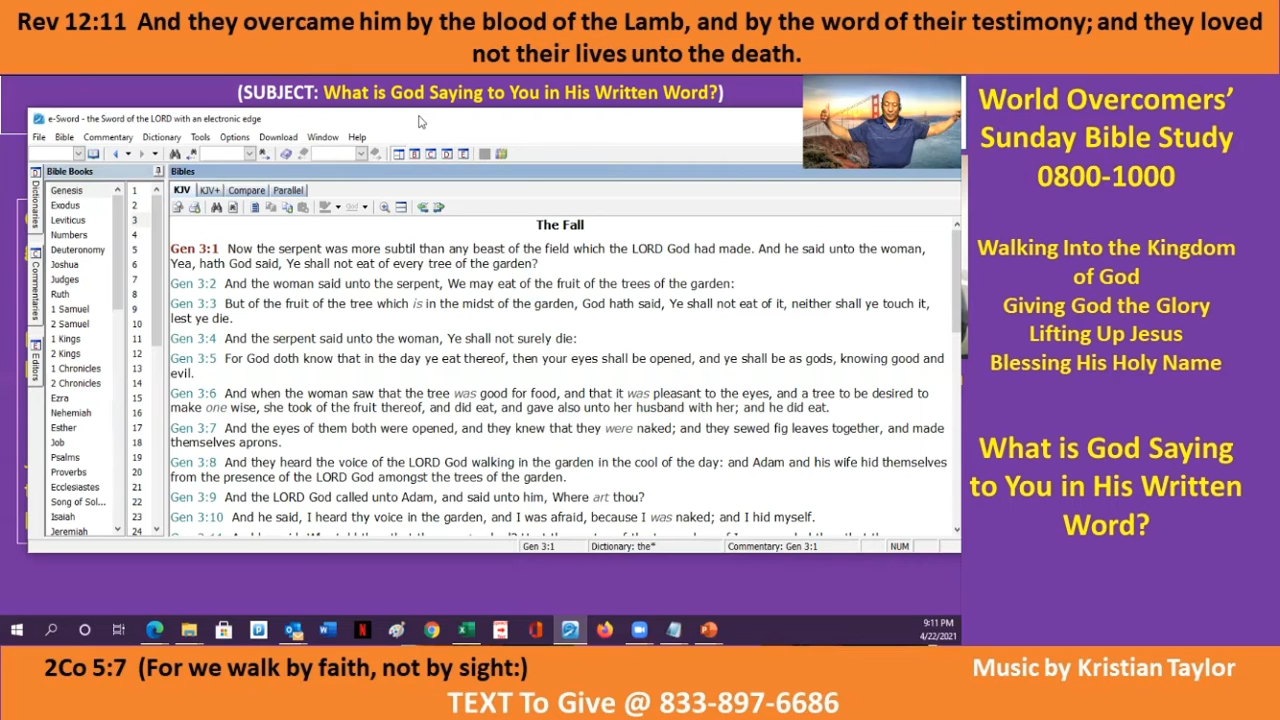 Rev 12:11 And they overcame him by the blood of the Lamb, and by the word of their testimony; and they loved
not their lives unto the death.
(SUBJECT: What is God Saying to You in His Written Word?)
e-Sword - the Sword of the LORD with an electronic edge
File Bible Commentary Dictionary Tools Options Download Window Help
Bible Books
Bibles
Dictionaries
Commentaries
Editors
Genesis 1
Exodus 2
Leviticus 3
Numbers 4
Deuteronomy 5
Joshua 6
Judges 7
Ruth 8
1 Samuel 9
2 Samuel 10
1 Kings 11
2 Kings 12
1 Chronicles 13
2 Chronicles 14
Ezra 15
Nehemiah 16
Esther 17
Job 18
Psalms 19
Proverbs 20
Ecclesiastes 21
Song of Sol... 22
Isaiah 23
Jeremiah 24
KJV KJV+ Compare Parallel
The Fall
Gen 3:1 Now the serpent was more subtil than any beast of the field which the LORD God had made. And he said unto the woman,
Yea, hath God said, Ye shall not eat of every tree of the garden?
Gen 3:2 And the woman said unto the serpent, We may eat of the fruit of the trees of the garden:
Gen 3:3 But of the fruit of the tree which is in the midst of the garden, God hath said, Ye shall not eat of it, neither shall ye touch it,
lest ye die.
Gen 3:4 And the serpent said unto the woman, Ye shall not surely die:
Gen 3:5 For God doth know that in the day ye eat thereof, then your eyes shall be opened, and ye shall be as gods, knowing good and
evil.
Gen 3:6 And when the woman saw that the tree was good for food, and that it was pleasant to the eyes, and a tree to be desired to
make one wise, she took of the fruit thereof, and did eat, and gave also unto her husband with her; and he did eat.
Gen 3:7 And the eyes of them both were opened, and they knew that they were naked; and they sewed fig leaves together, and made
themselves aprons.
Gen 3:8 And they heard the voice of the LORD God walking in the garden in the cool of the day: and Adam and his wife hid themselves
from the presence of the LORD God amongst the trees of the garden.
Gen 3:9 And the LORD God called unto Adam, and said unto him, Where art thou?
Gen 3:10 And he said, I heard thy voice in the garden, and I was afraid, because I was naked; and I hid myself.
Gen 3:1 Dictionary: the* Commentary: Gen 3:1 NUM
9:11 PM
4/22/2021
World Overcomers’
Sunday Bible Study
0800-1000
Walking Into the Kingdom
of God
Giving God the Glory
Lifting Up Jesus
Blessing His Holy Name
What is God Saying
to You in His Written
Word?
2Co 5:7 (For we walk by faith, not by sight:)
Music by Kristian Taylor
TEXT To Give @ 833-897-6686